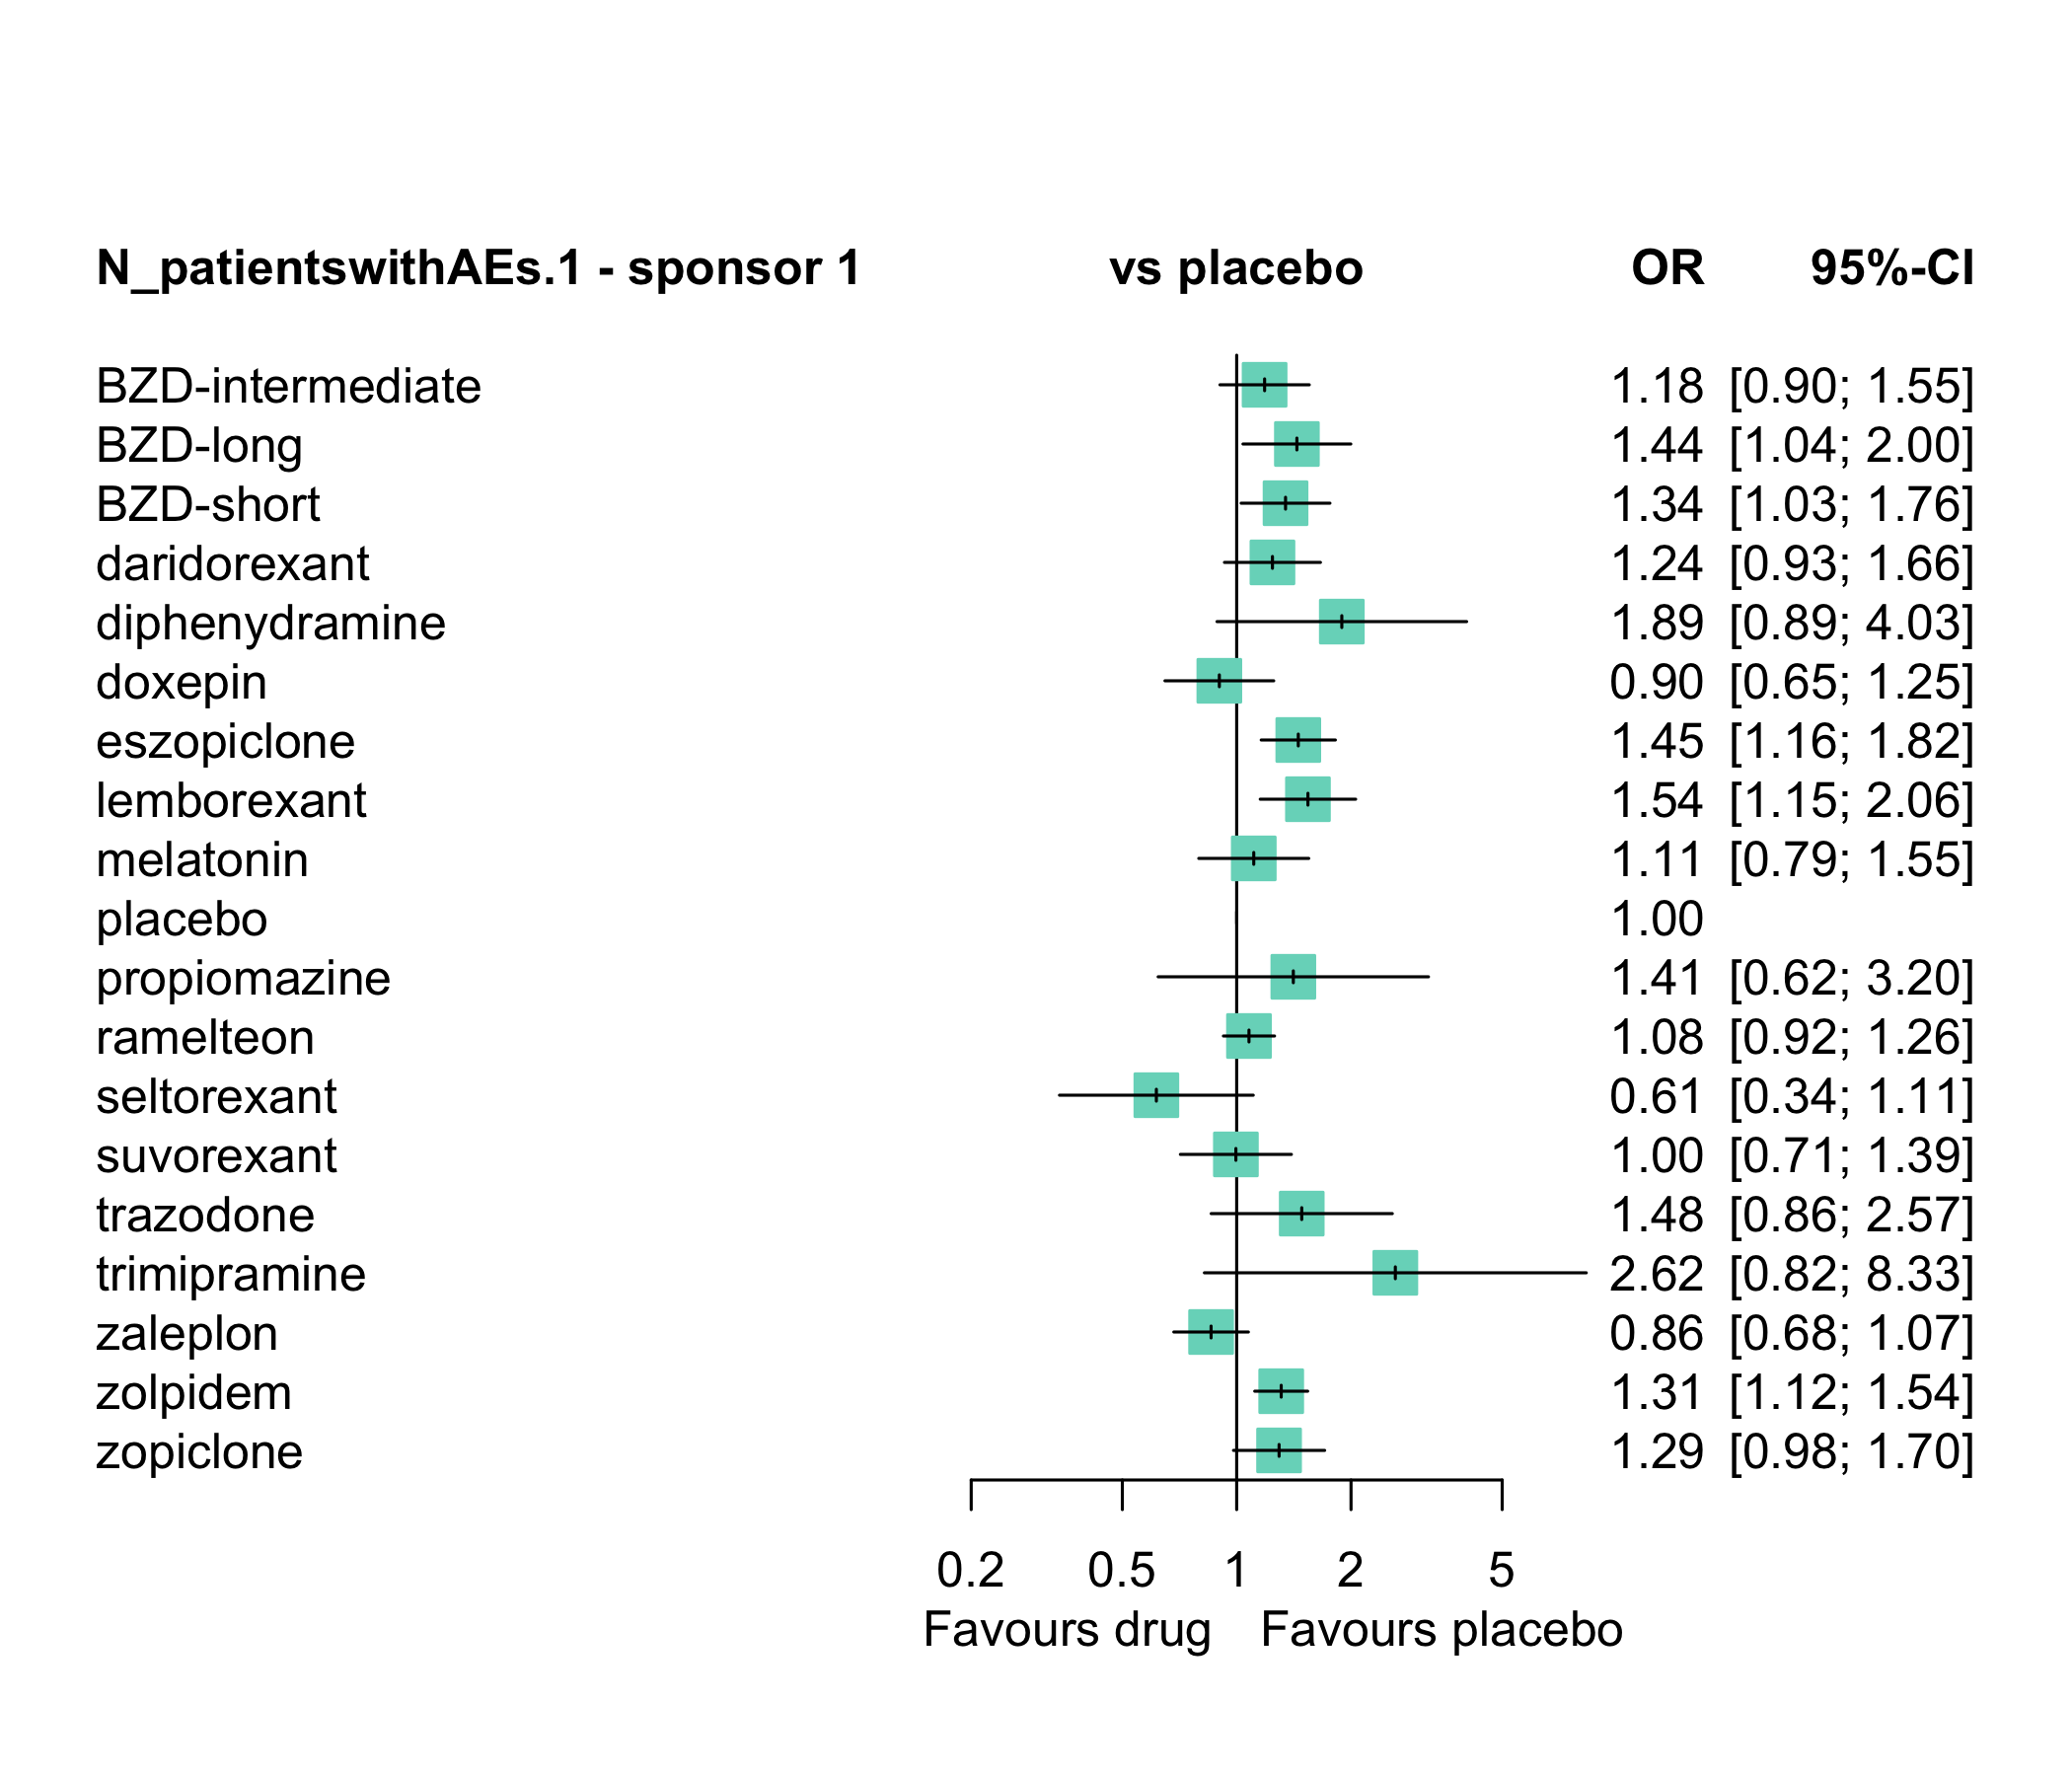 N_patientswithAEs.1 - sponsor 1 vs placebo OR 95%-CI
BZD-intermediate 1.18 [0.90; 1.55]
BZD-long 1.44 [1.04; 2.00]
BZD-short 1.34 [1.03; 1.76]
daridorexant 1.24 [0.93; 1.66]
diphenydramine 1.89 [0.89; 4.03]
doxepin 0.90 [0.65; 1.25]
eszopiclone 1.45 [1.16; 1.82]
lemborexant 1.54 [1.15; 2.06]
melatonin 1.11 [0.79; 1.55]
placebo 1.00
propiomazine 1.41 [0.62; 3.20]
ramelteon 1.08 [0.92; 1.26]
seltorexant 0.61 [0.34; 1.11]
suvorexant 1.00 [0.71; 1.39]
trazodone 1.48 [0.86; 2.57]
trimipramine 2.62 [0.82; 8.33]
zaleplon 0.86 [0.68; 1.07]
zolpidem 1.31 [1.12; 1.54]
zopiclone 1.29 [0.98; 1.70]
0.2 0.5 1 2 5
Favours drug Favours placebo